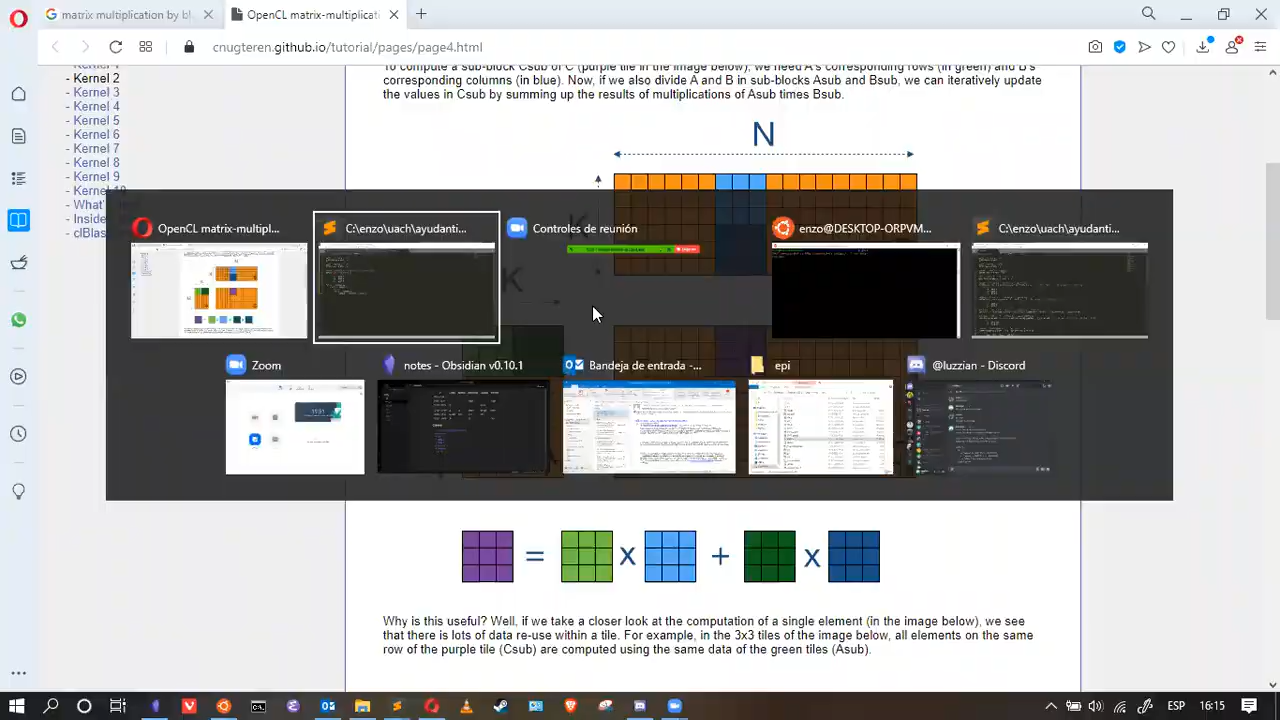 matrix multiplication by bl
OpenCL matrix-multiplicat
cnugteren.github.io/tutorial/pages/page4.html
- Kernel 2
- Kernel 3
- Kernel 4
- Kernel 5
- Kernel 6
- Kernel 7
- Kernel 8
- Kernel 9
- Kernel 10
- What'
- Inside
- clBlas
To compute a sub-block Csub of C (purple tile in the image below), we need A's corresponding rows (in green) and B's
corresponding columns (in blue). Now, if we also divide A and B in sub-blocks Asub and Bsub, we can iteratively update
the values in Csub by summing up the results of multiplications of Asub times Bsub.
N
K
OpenCL matrix-multipl...
C:\enzo\uach\ayudanti...
Controles de reunión
enzo@DESKTOP-ORPVM...
C:\enzo\uach\ayudanti...
Zoom
notes - Obsidian v0.10.1
Bandeja de entrada -...
epi
@luzzian - Discord
= x + x
Why is this useful? Well, if we take a closer look at the computation of a single element (in the image below), we see
that there is lots of data re-use within a tile. For example, in the 3x3 tiles of the image below, all elements on the same
row of the purple tile (Csub) are computed using the same data of the green tiles (Asub).
ESP
16:15